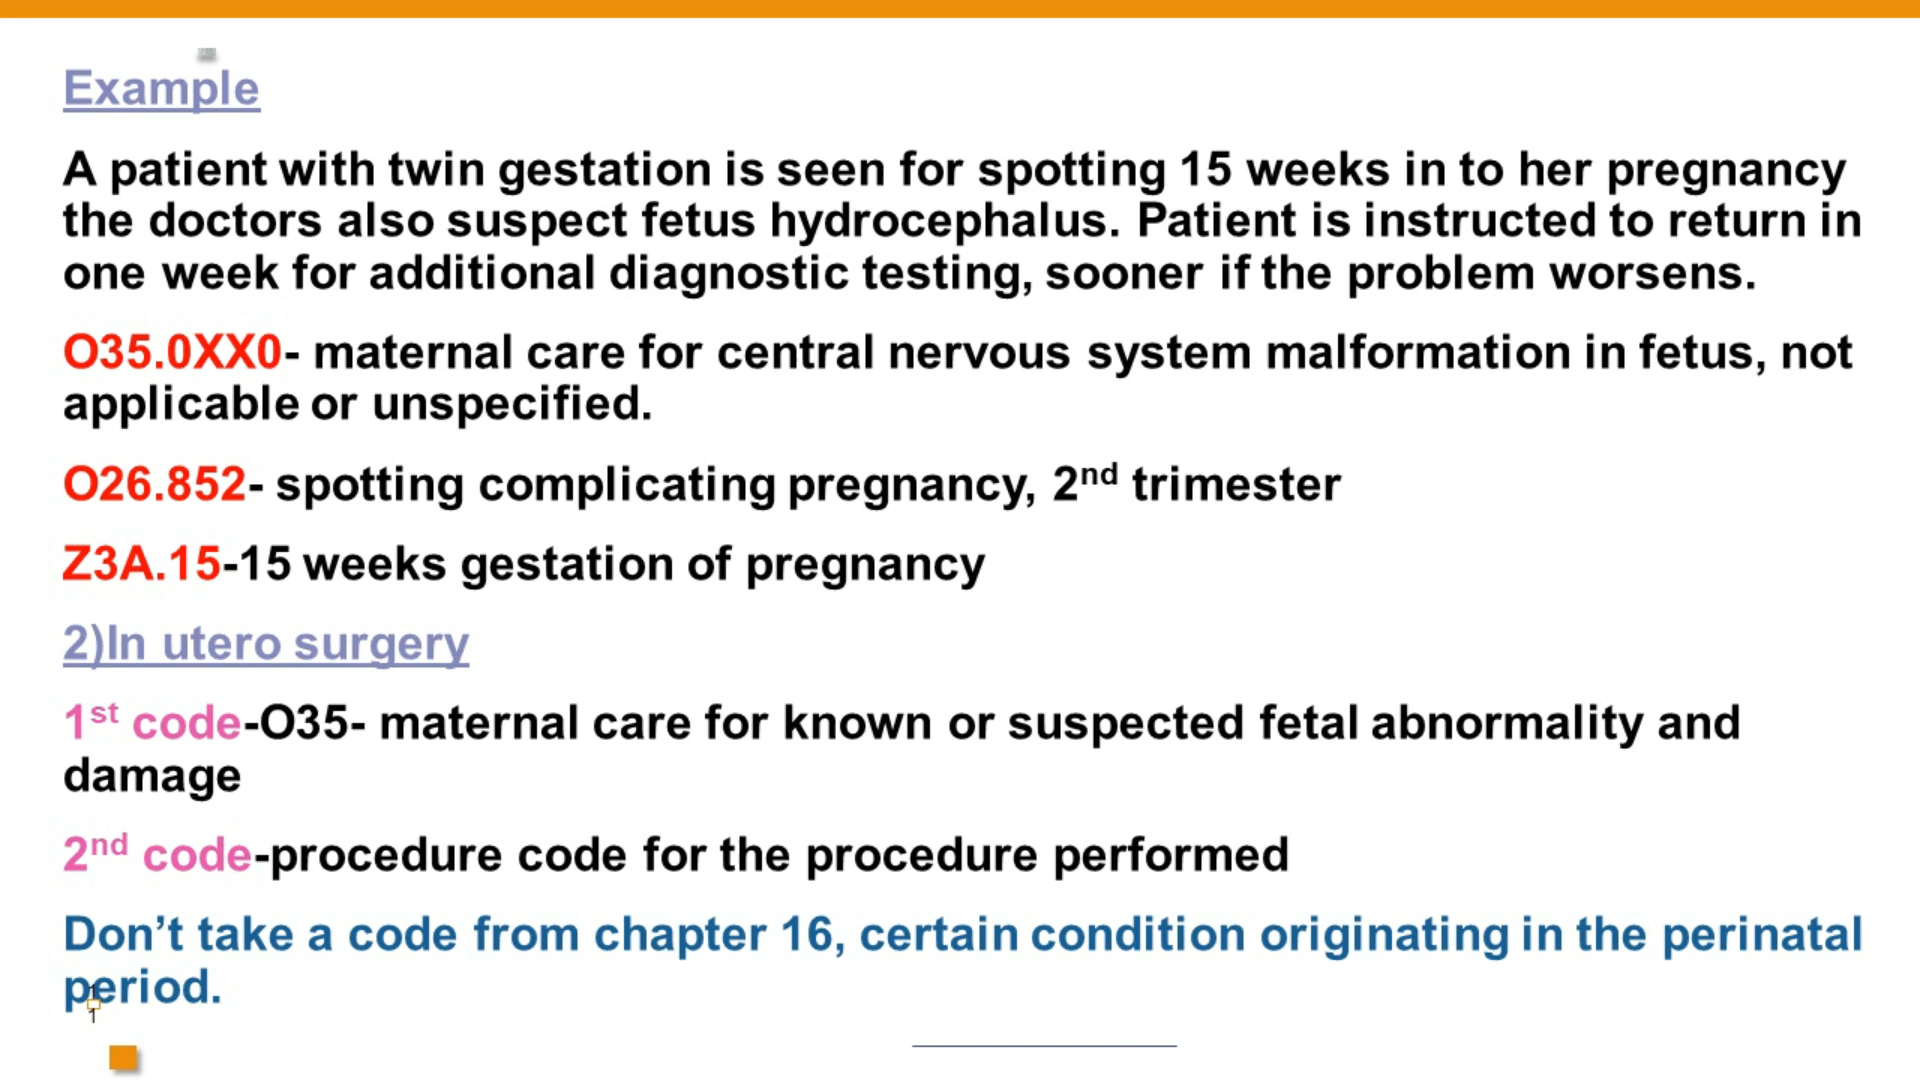 Example
A patient with twin gestation is seen for spotting 15 weeks in to her pregnancy
the doctors also suspect fetus hydrocephalus. Patient is instructed to return in
one week for additional diagnostic testing, sooner if the problem worsens.
O35.0XX0- maternal care for central nervous system malformation in fetus, not
applicable or unspecified.
O26.852- spotting complicating pregnancy, 2nd trimester
Z3A.15-15 weeks gestation of pregnancy
2)In utero surgery
1st code-O35- maternal care for known or suspected fetal abnormality and
damage
2nd code-procedure code for the procedure performed
Don’t take a code from chapter 16, certain condition originating in the perinatal
period.
1
1